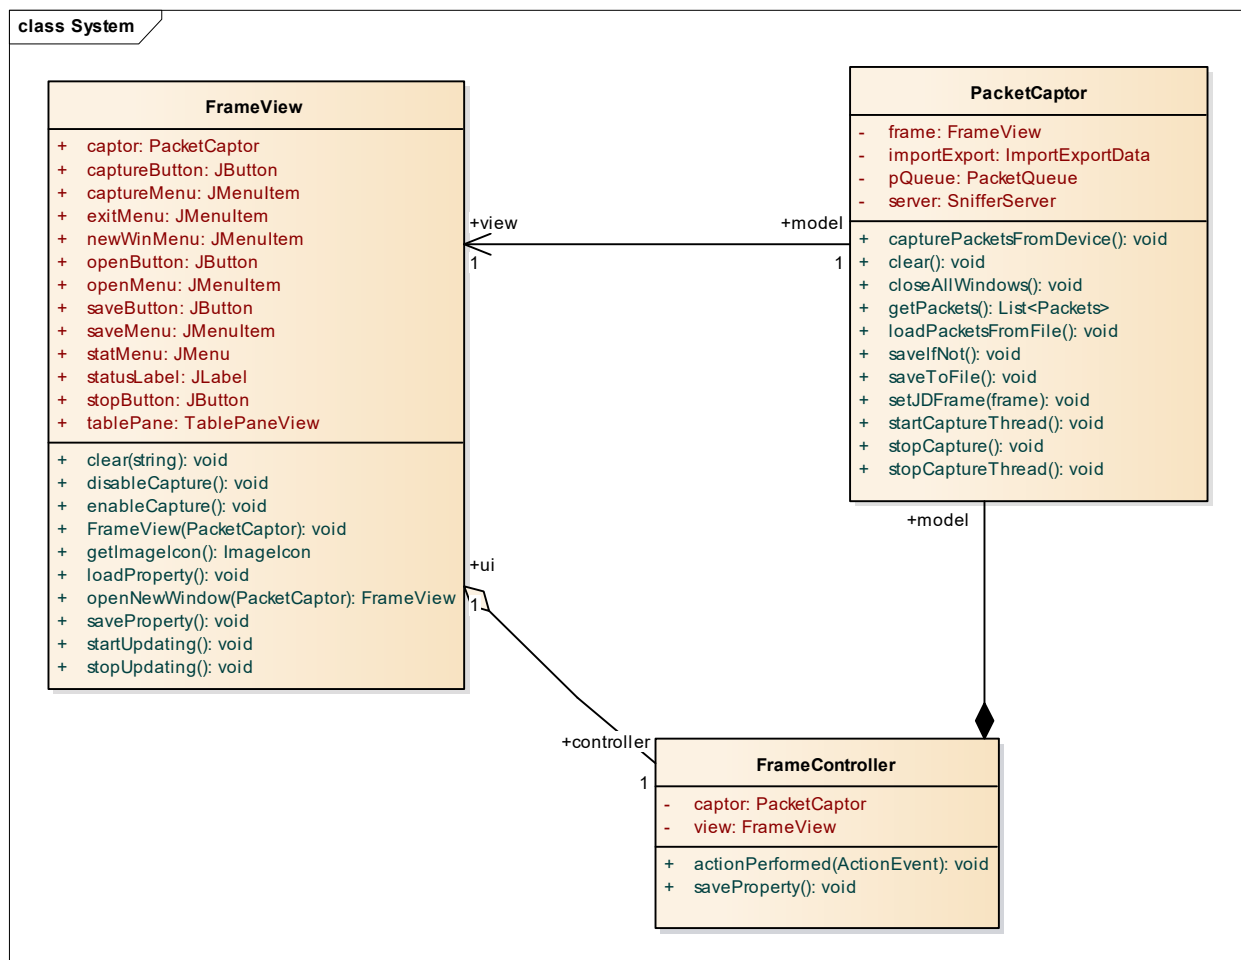 class System
FrameView
+ captor: PacketCaptor
+ captureButton: JButton
+ captureMenu: JMenuItem
+ exitMenu: JMenuItem
+ newWinMenu: JMenuItem
+ openButton: JButton
+ openMenu: JMenuItem
+ saveButton: JButton
+ saveMenu: JMenuItem
+ statMenu: JMenu
+ statusLabel: JLabel
+ stopButton: JButton
+ tablePane: TablePaneView
+ clear(string): void
+ disableCapture(): void
+ enableCapture(): void
+ FrameView(PacketCaptor): void
+ getImageIcon(): ImageIcon
+ loadProperty(): void
+ openNewWindow(PacketCaptor): FrameView
+ saveProperty(): void
+ startUpdating(): void
+ stopUpdating(): void
+view
1
+model
1
PacketCaptor
- frame: FrameView
- importExport: ImportExportData
- pQueue: PacketQueue
- server: SnifferServer
+ capturePacketsFromDevice(): void
+ clear(): void
+ closeAllWindows(): void
+ getPackets(): List<Packets>
+ loadPacketsFromFile(): void
+ saveIfNot(): void
+ saveToFile(): void
+ setJDFrame(frame): void
+ startCaptureThread(): void
+ stopCapture(): void
+ stopCaptureThread(): void
+model
+ui
1
+controller
1
FrameController
- captor: PacketCaptor
- view: FrameView
+ actionPerformed(ActionEvent): void
+ saveProperty(): void